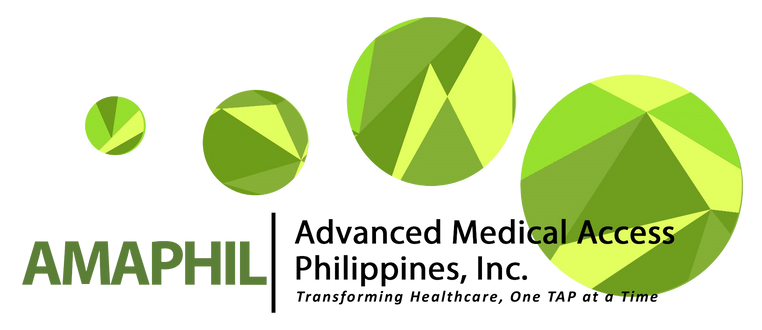 AMAPHIL
Advanced Medical Access
Philippines, Inc.
Transforming Healthcare, One TAP at a Time